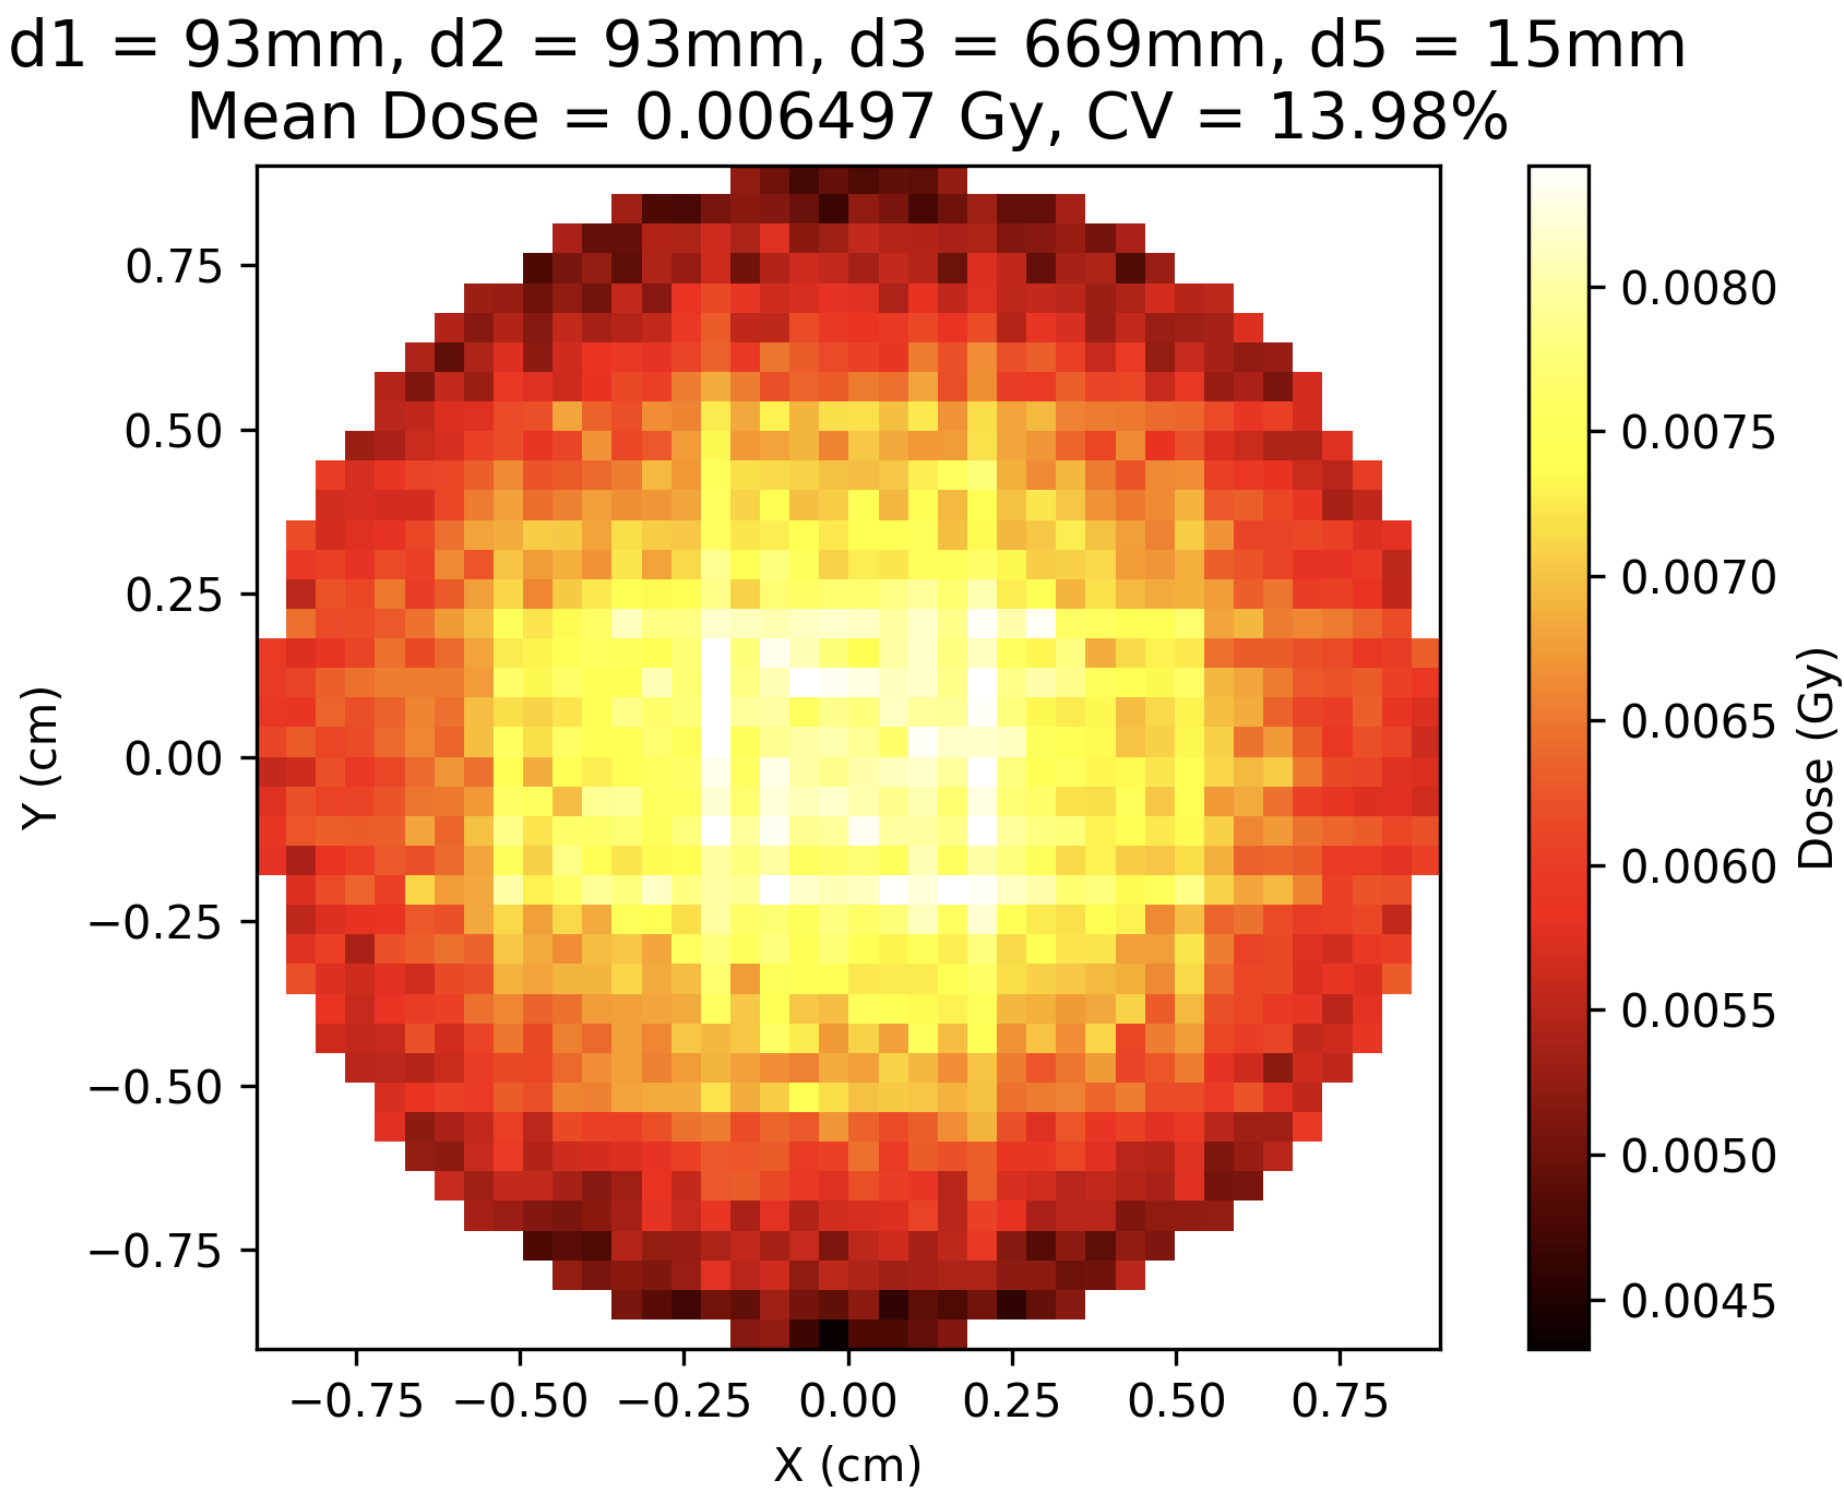 d1 = 93mm, d2 = 93mm, d3 = 669mm, d5 = 15mm
Mean Dose = 0.006497 Gy, CV = 13.98%
0.75
0.50
0.25
0.00
−0.25
−0.50
−0.75
Y (cm)
−0.75 −0.50 −0.25 0.00 0.25 0.50 0.75
X (cm)
0.0080
0.0075
0.0070
0.0065
0.0060
0.0055
0.0050
0.0045
Dose (Gy)